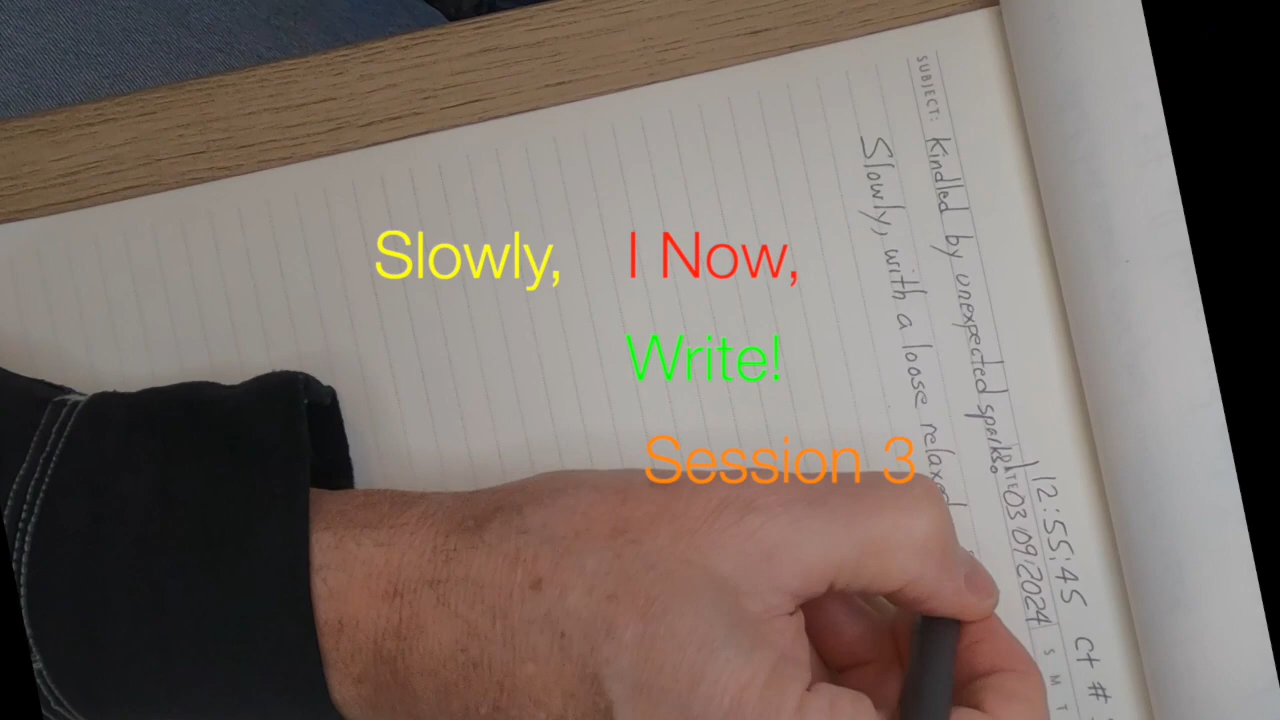 Slowly, I Now,
Write!
Session 3
12:55:45 Ct #
SUBJECT: Kindled by unexpected sparks.
DATE 03 09 2024 S M T
Slowly, with a loose relaxed